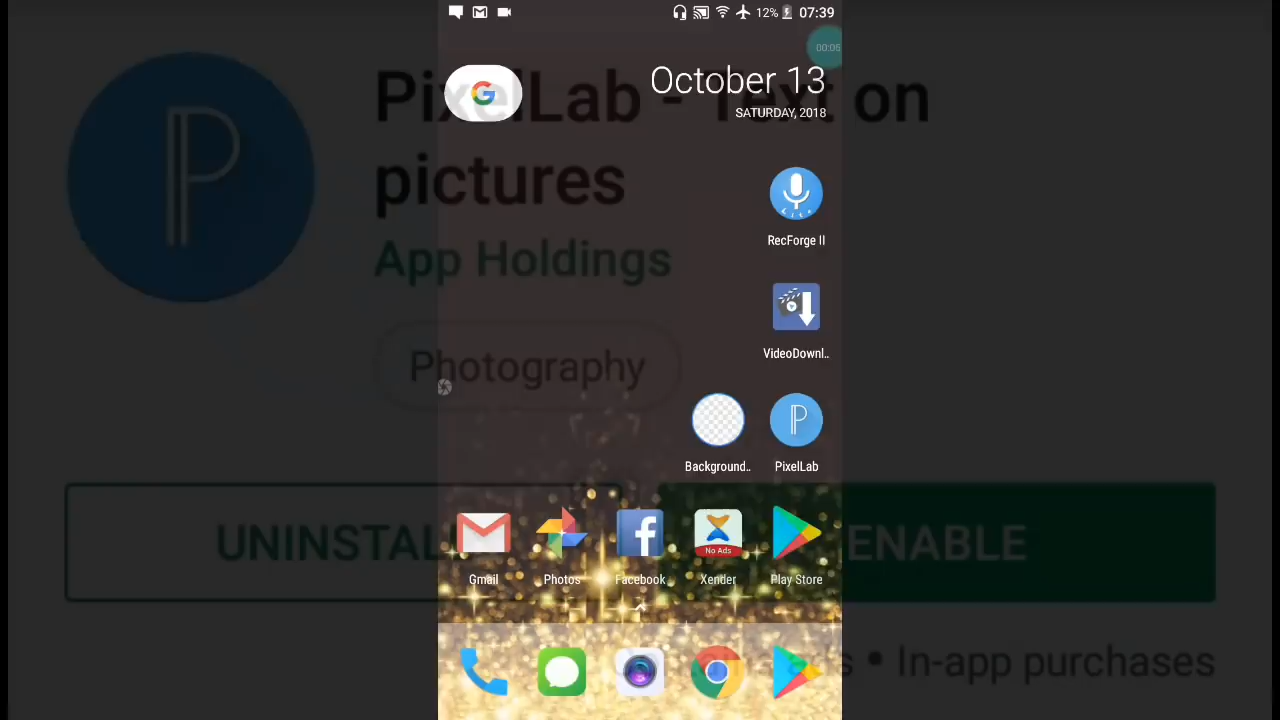 12% 07:39
00:05
October 13
SATURDAY, 2018
PixelLab - Text on
pictures
App Holdings
Photography
RecForge II
VideoDownl..
Background..
PixelLab
UNINSTAL
ENABLE
No Ads
Gmail
Photos
Facebook
Xender
Play Store
s • In-app purchases